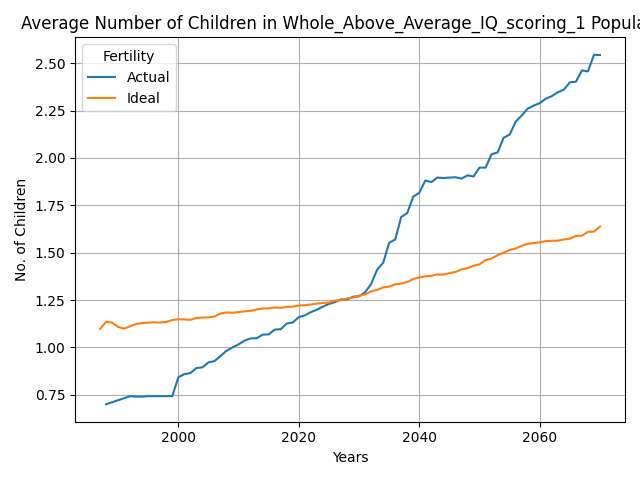 Average Number of Children in Whole_Above_Average_IQ_scoring_1 Popula
Fertility
Actual
Ideal
2.50
2.25
2.00
1.75
1.50
1.25
1.00
0.75
No. of Children
2000 2020 2040 2060
Years